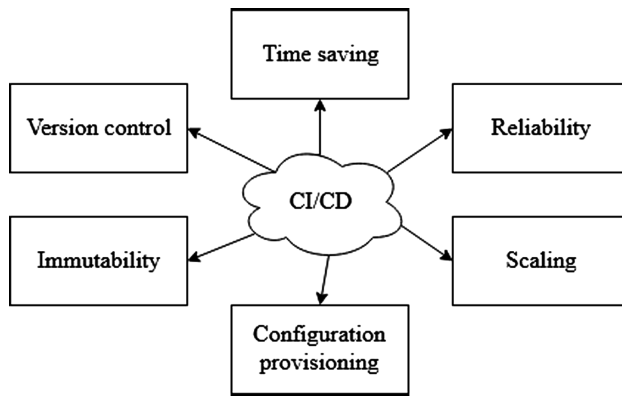 Time saving
Version control
Reliability
CI/CD
Immutability
Scaling
Configuration
provisioning